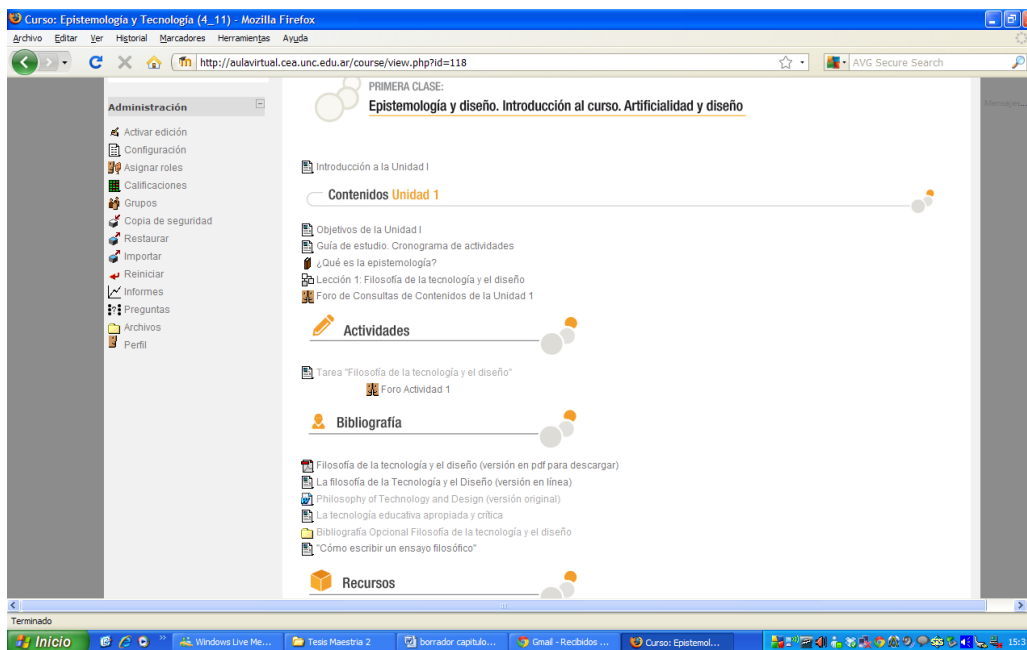 Curso: Epistemología y Tecnología (4_11) - Mozilla Firefox
Archivo Editar Ver Historial Marcadores Herramientas Ayuda
http://aulavirtual.cea.unc.edu.ar/course/view.php?id=118
AVG Secure Search
PRIMERA CLASE:
Epistemología y diseño. Introducción al curso. Artificialidad y diseño
Administración
Activar edición
Configuración
Asignar roles
Calificaciones
Grupos
Copia de seguridad
Restaurar
Importar
Reiniciar
Informes
Preguntas
Archivos
Perfil
Introducción a la Unidad I
Contenidos Unidad 1
Objetivos de la Unidad I
Guía de estudio. Cronograma de actividades
¿Qué es la epistemología?
Lección 1: Filosofía de la tecnología y el diseño
Foro de Consultas de Contenidos de la Unidad 1
Actividades
Tarea "Filosofía de la tecnología y el diseño"
Foro Actividad 1
Bibliografía
Filosofía de la tecnología y el diseño (versión en pdf para descargar)
La filosofía de la Tecnología y el Diseño (versión en línea)
Philosophy of Technology and Design (versión original)
La tecnología educativa apropiada y crítica
Bibliografía Opcional Filosofía de la tecnología y el diseño
"Cómo escribir un ensayo filosófico"
Recursos
Terminado
Inicio
Windows Live Me...
Tesis Maestria 2
borrador capitulo...
Gmail - Recibidos ...
Curso: Epistemol...